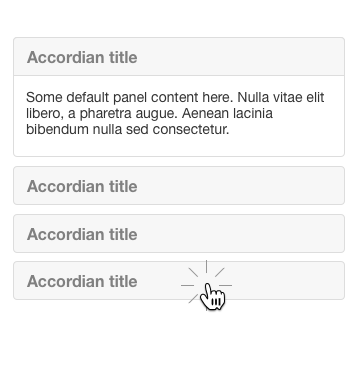 Accordian title
Some default panel content here. Nulla vitae elit
libero, a pharetra augue. Aenean lacinia
bibendum nulla sed consectetur.
Accordian title
Accordian title
Accordian title